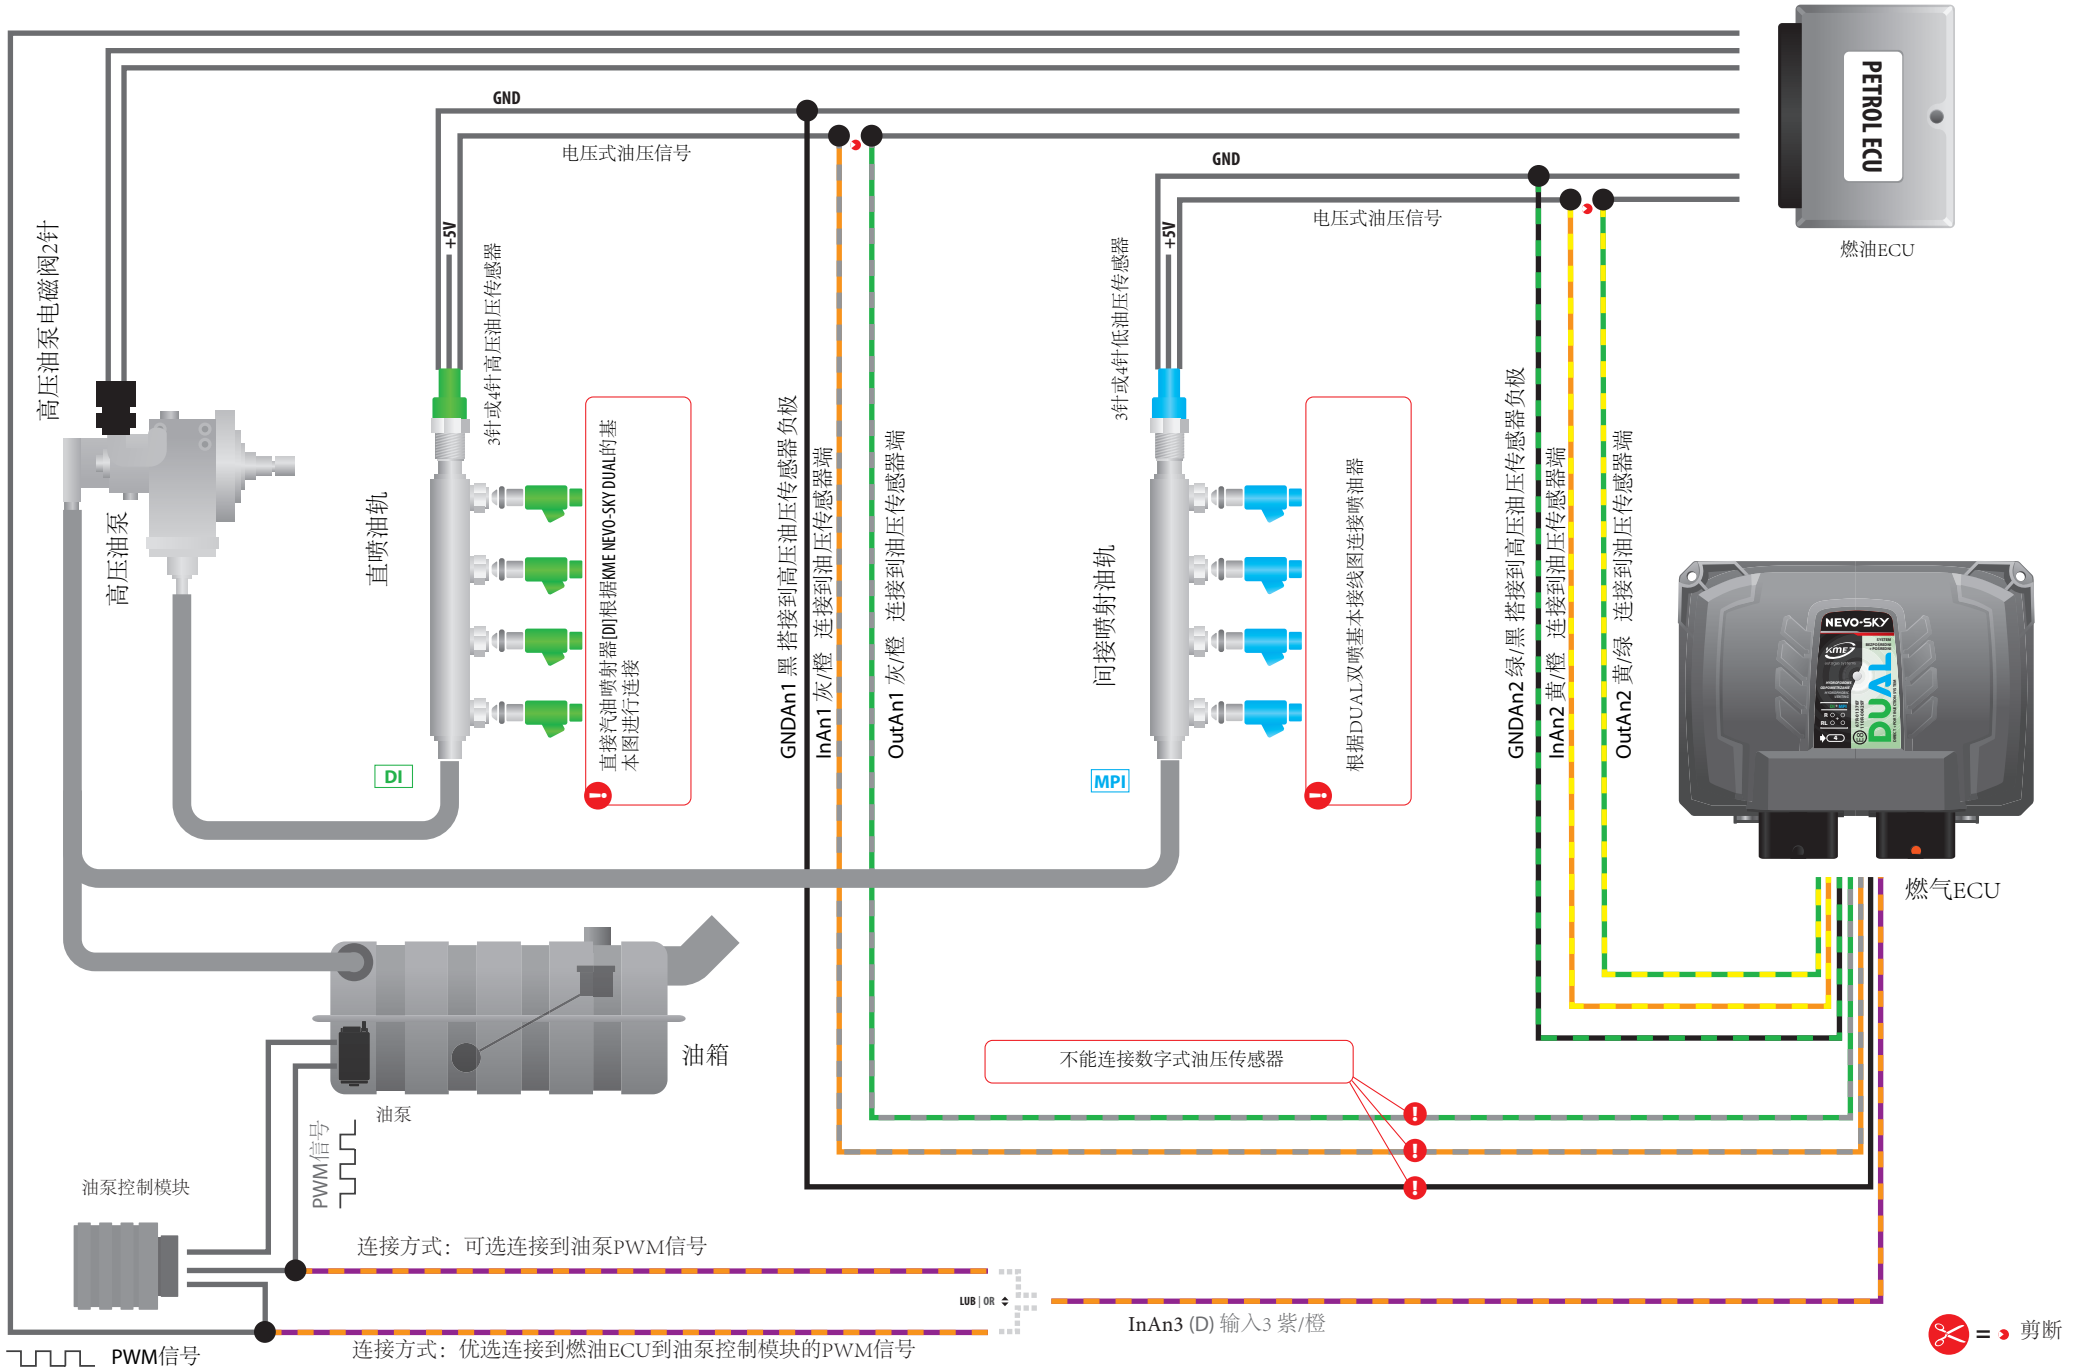 PETROL ECU
燃油ECU
GND
电压式油压信号
GND
电压式油压信号
+5V
+5V
高压油泵电磁阀2针
3针或4针高压油压传感器
3针或4针低油压传感器
高压油泵
直喷油轨
直接汽油喷射器[DI]根据KME NEVO-SKY DUAL的基
本图进行连接
GNDAn1 黑 搭接到高压油压传感器负极
InAn1 灰/橙 连接到油压传感器端
OutAn1 灰/橙 连接到油压传感器端
间接喷射油轨
根据DUAL双喷基本接线图连接喷油器
GNDAn2 绿/黑 搭接到高压油压传感器负极
InAn2 黄/橙 连接到油压传感器端
OutAn2 黄/绿 连接到油压传感器端
DI
MPI
NEVO-SKY
KME
DUAL
燃气ECU
油箱
油泵
不能连接数字式油压传感器
PWM信号
油泵控制模块
连接方式：可选连接到油泵PWM信号
LUB | OR
InAn3 (D) 输入3 紫/橙
连接方式：优选连接到燃油ECU到油泵控制模块的PWM信号
PWM信号
= 剪断